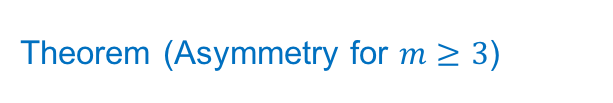 Theorem (Asymmetry for 𝑚 ≥ 3)